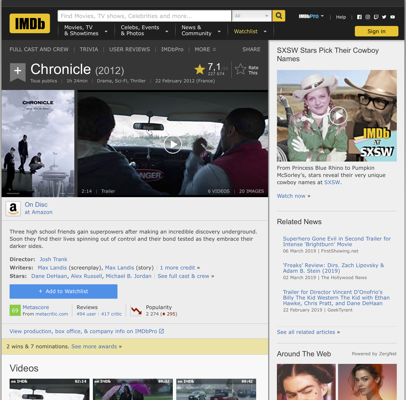 IMDb
Find Movies, TV shows, Celebrities and more...
All
IMDbPro
Help
Movies, TV & Showtimes
Celebs, Events & Photos
News & Community
Watchlist
Sign in
FULL CAST AND CREW | TRIVIA | USER REVIEWS | IMDbPro | MORE
SHARE
Chronicle (2012)
7,1
Rate This
Tous publics | 1h 24min | Drama, Sci-Fi, Thriller | 22 February 2012 (France)
CHRONICLE
2:14 | Trailer
6 VIDEOS | 20 IMAGES
On Disc
at Amazon
Three high school friends gain superpowers after making an incredible discovery underground.
Soon they find their lives spinning out of control and their bond tested as they embrace their
darker sides.
Director: Josh Trank
Writers: Max Landis (screenplay), Max Landis (story) | 1 more credit »
Stars: Dane DeHaan, Alex Russell, Michael B. Jordan | See full cast & crew »
+ Add to Watchlist
Metascore
From metacritic.com
Reviews
494 user | 417 critic
Popularity
2 274
View production, box office, & company info on IMDbPro
2 wins & 7 nominations. See more awards »
Videos
SXSW Stars Pick Their Cowboy
Names
IMDb
AT
SXSW
From Princess Blue Rhino to Pumpkin
McSorley's, stars reveal their very
unique cowboy names at SXSW.
Watch now »
Related News
Superhero Gone Evil in Second Trailer for
Intense 'Brightburn' Movie
06 March 2019 | FirstShowing.net
'Freaks' Review: Dirs. Zach Lipovsky &
Adam B. Stein (2019)
02 March 2019 | The Hollywood News
Trailer for Director Vincent D'Onofrio's
Billy The Kid Western The Kid with Ethan
Hawke, Chris Pratt, and Dane DeHaan
22 February 2019 | GeekTyrant
See all related articles »
Around The Web
Powered by ZergNet